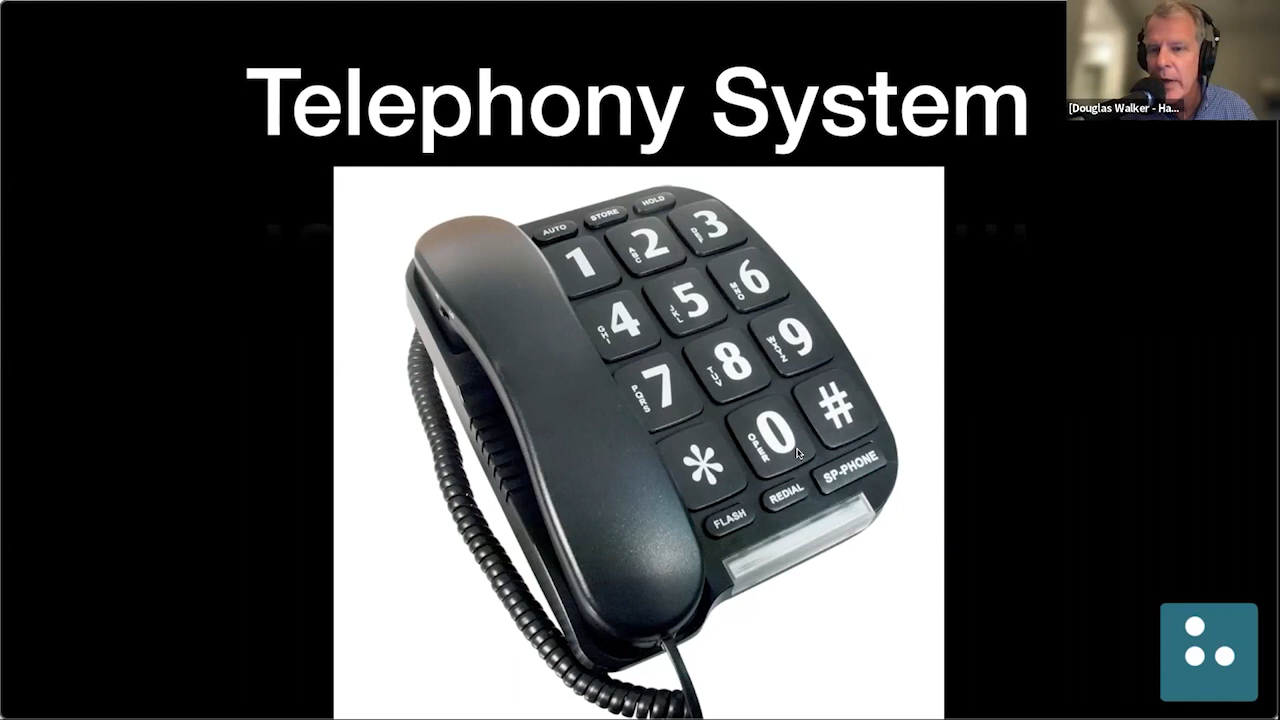 Telephony System
[Douglas Walker - Ha...
AUTO STORE HOLD
1 2 3
4 5 6
7 8 9
* 0 #
FLASH REDIAL SP-PHONE